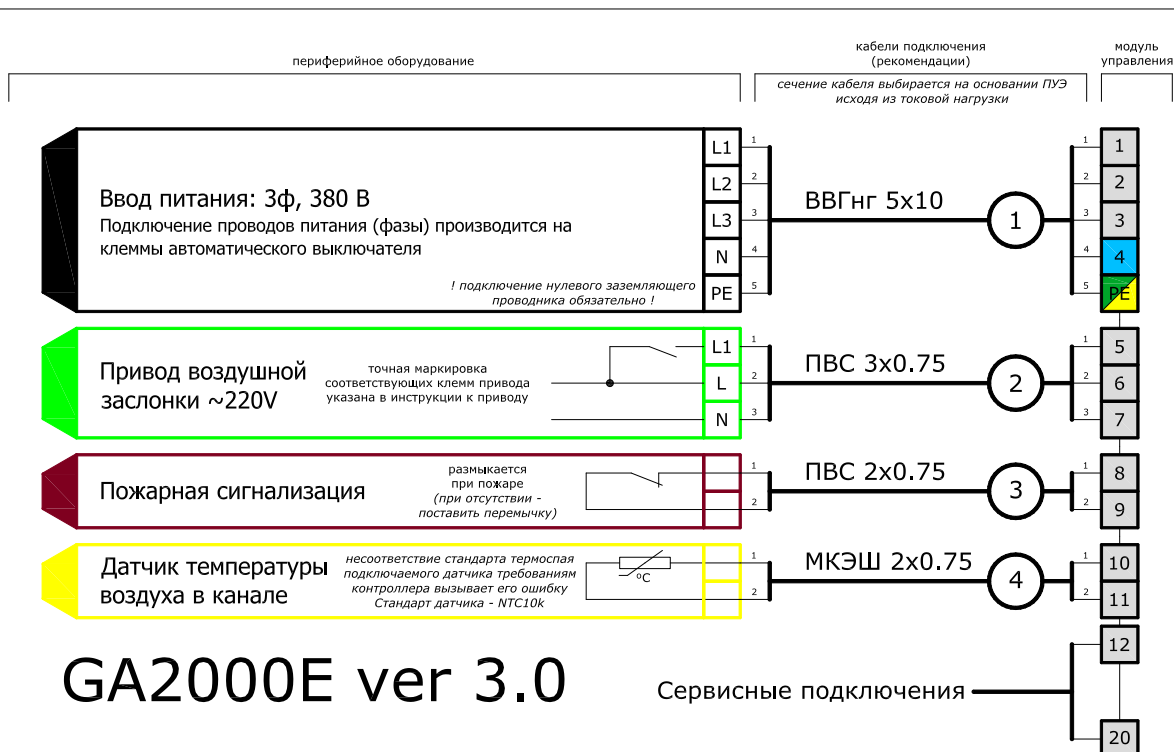 периферийное оборудование
кабели подключения
(рекомендации)
модуль
управления
сечение кабеля выбирается на основании ПУЭ
исходя из токовой нагрузки
Ввод питания: 3ф, 380 В
Подключение проводов питания (фазы) производится на
клеммы автоматического выключателя
! подключение нулевого заземляющего
проводника обязательно !
L1
L2
L3
N
PE
1
2
3
4
5
ВВГнг 5х10
1
1
2
3
4
5
1
2
3
4
PE
Привод воздушной
заслонки ~220V
точная маркировка
соответствующих клемм привода
указана в инструкции к приводу
L1
L
N
1
2
3
ПВС 3х0.75
2
1
2
3
5
6
7
Пожарная сигнализация
размыкается
при пожаре
(при отсутствии -
поставить перемычку)
1
2
ПВС 2х0.75
3
1
2
8
9
Датчик температуры
воздуха в канале
несоответствие стандарта термоспая
подключаемого датчика требованиям
контроллера вызывает его ошибку
Стандарт датчика - NTC10k
°C
1
2
МКЭШ 2х0.75
4
1
2
10
11
12
GA2000E ver 3.0
Сервисные подключения
20